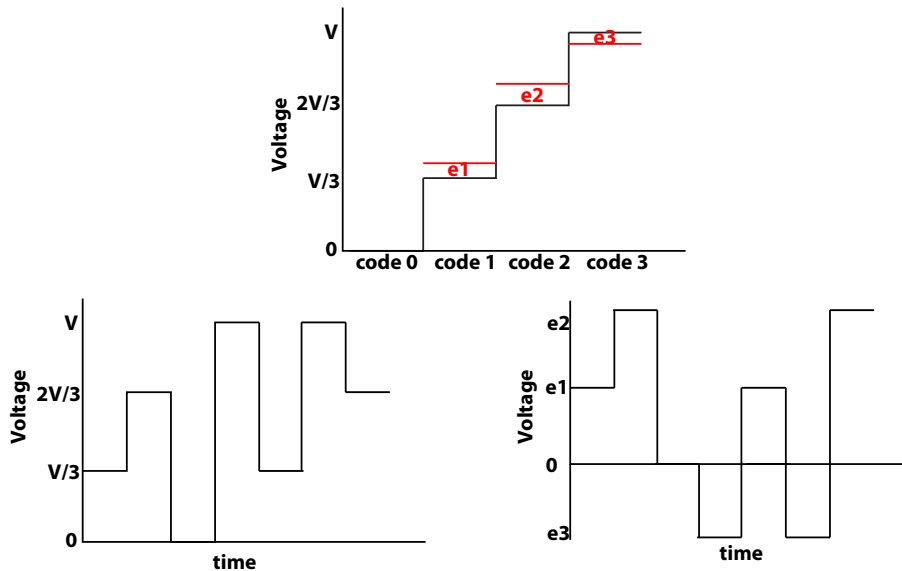 V
e3
2V/3
e2
Voltage
V/3
e1
0
code 0 code 1 code 2 code 3
V
2V/3
Voltage
V/3
0
time
e2
e1
Voltage
0
e3
time